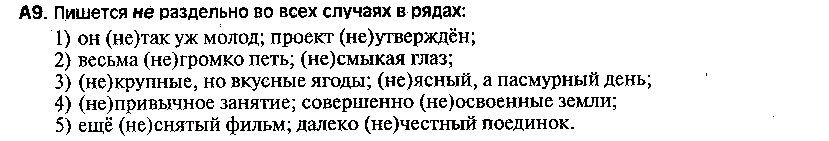 А9. Пишется не раздельно во всех случаях в рядах:
1) он (не)так уж молод; проект (не)утверждён;
2) весьма (не)громко петь; (не)смыкая глаз;
3) (не)крупные, но вкусные ягоды; (не)ясный, а пасмурный день;
4) (не)привычное занятие; совершенно (не)освоенные земли;
5) ещё (не)снятый фильм; далеко (не)честный поединок.